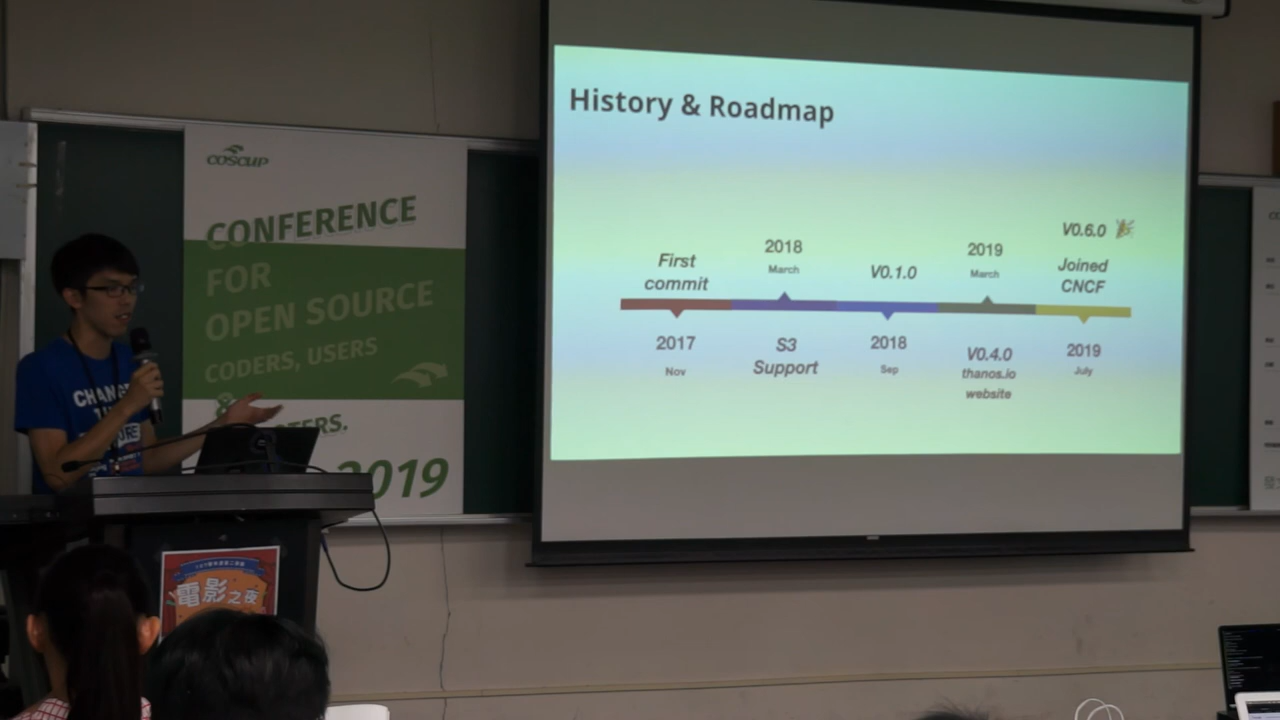 History & Roadmap
First
commit
2017
Nov
2018
March
S3
Support
V0.1.0
2018
Sep
2019
March
V0.4.0
thanos.io
website
V0.6.0
Joined
CNCF
2019
July
COSCUP
CONFERENCE
FOR
OPEN SOURCE
CODERS, USERS
&
2019
電影之夜